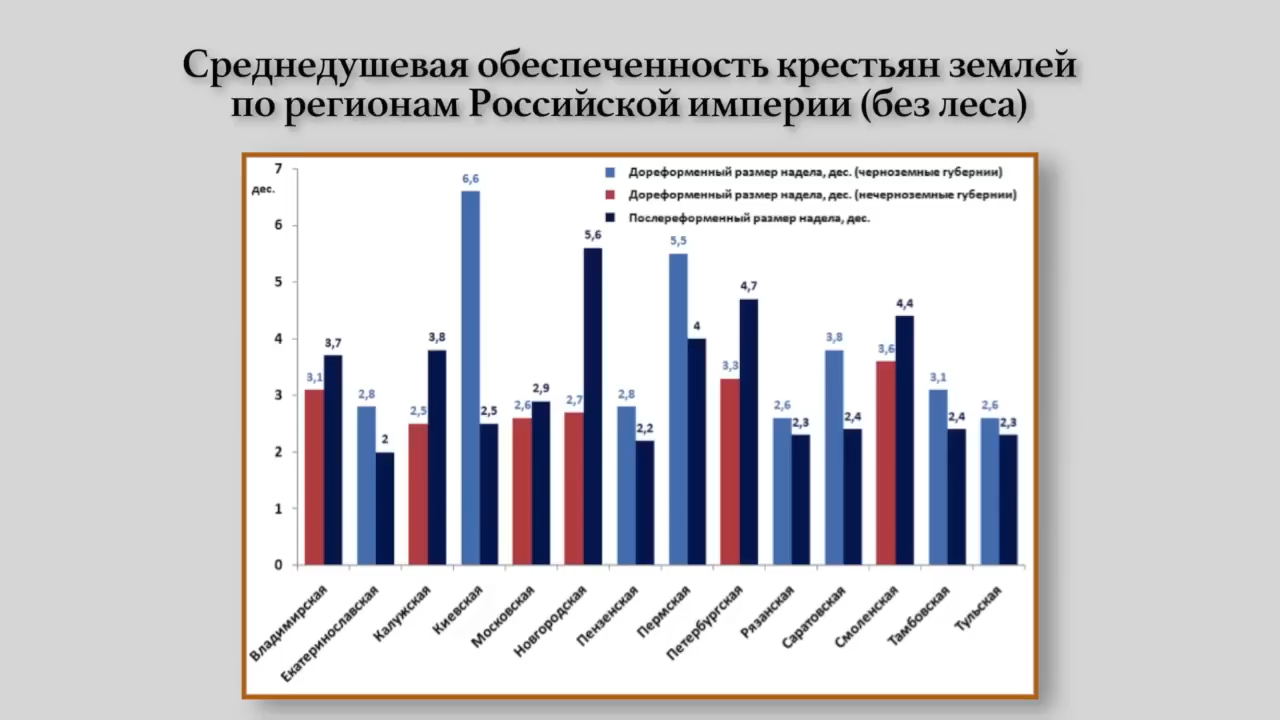 Среднедушевая обеспеченность крестьян землей
по регионам Российской империи (без леса)
7
дес.
6
5
4
3
2
1
0
Дореформенный размер надела, дес. (черноземные губернии)
Дореформенный размер надела, дес. (нечерноземные губернии)
Послереформенный размер надела, дес.
3,1
3,7
2,8
2
2,5
3,8
6,6
2,5
2,6
2,9
2,7
5,6
2,8
2,2
5,5
4
3,3
4,7
2,6
2,3
3,8
2,4
3,6
4,4
3,1
2,4
2,6
2,3
Владимирская
Екатеринославская
Калужская
Киевская
Московская
Новгородская
Пензенская
Пермская
Петербургская
Рязанская
Саратовская
Смоленская
Тамбовская
Тульская